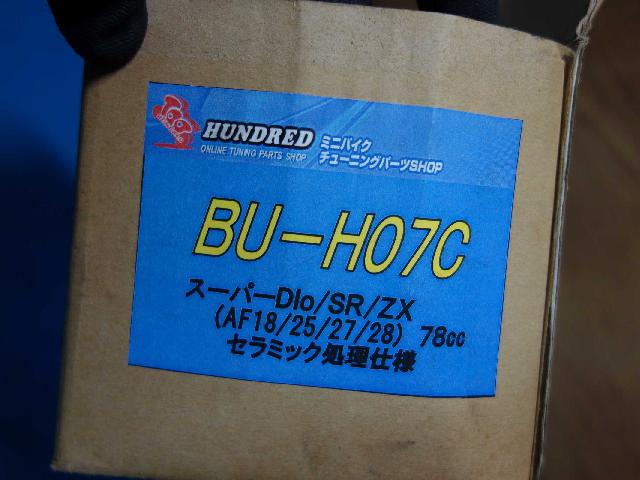 HUNDRED
ONLINE TUNING PARTS SHOP
ミニバイク
チューニングパーツSHOP
BU-H07C
スーパーDIo/SR/ZX
(AF18/25/27/28) 78cc
セラミック処理仕様